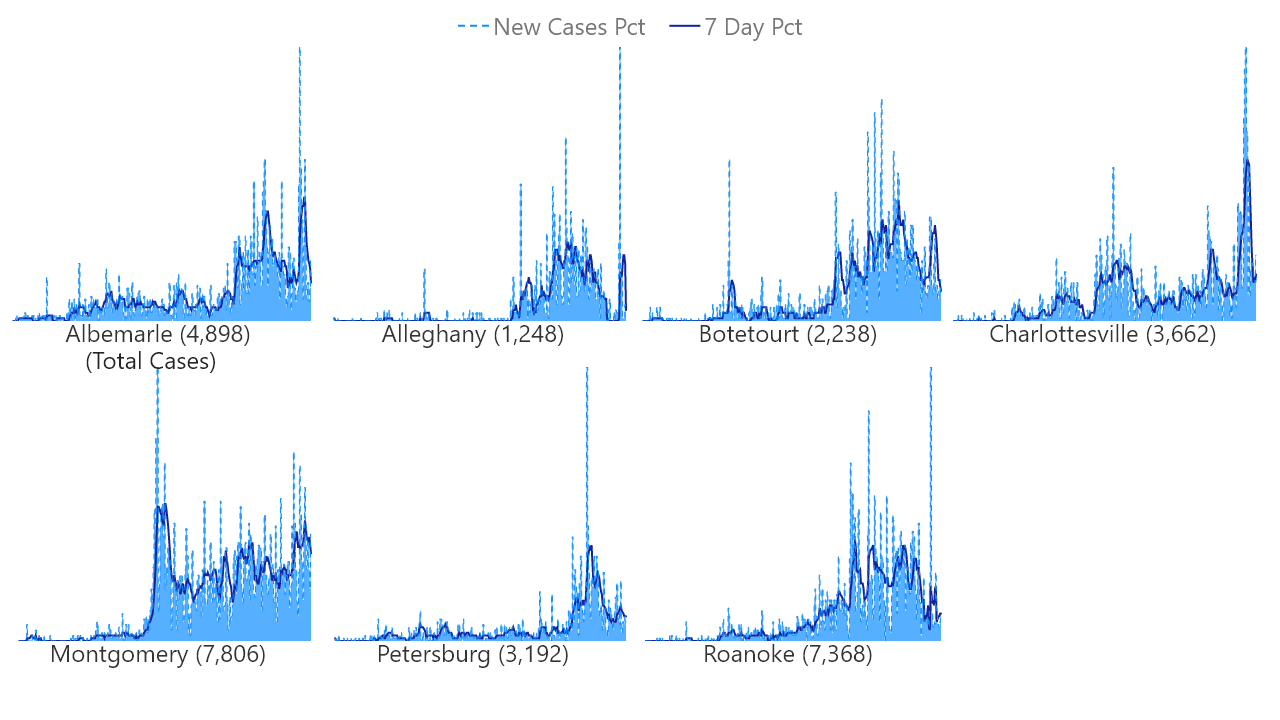 New Cases Pct 7 Day Pct
Albemarle (4,898) Alleghany (1,248) Botetourt (2,238) Charlottesville (3,662)
(Total Cases)
Montgomery (7,806) Petersburg (3,192) Roanoke (7,368)